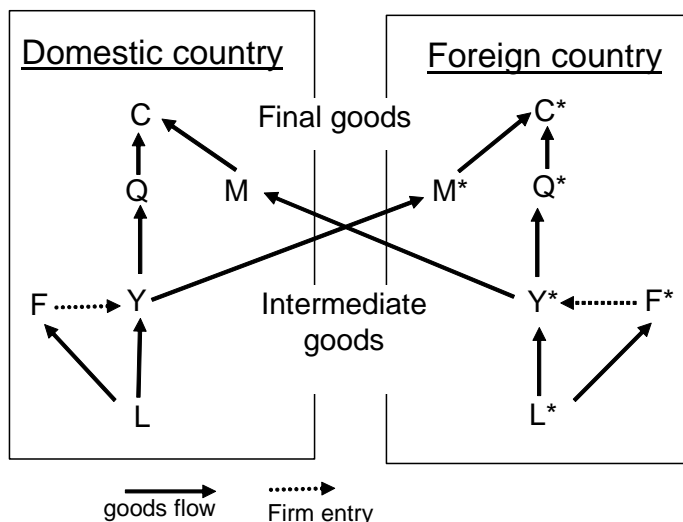 Domestic country
Foreign country
C
Final goods
C*
Q
M
M*
Q*
F
Y
Intermediate
goods
Y*
F*
L
L*
goods flow
Firm entry